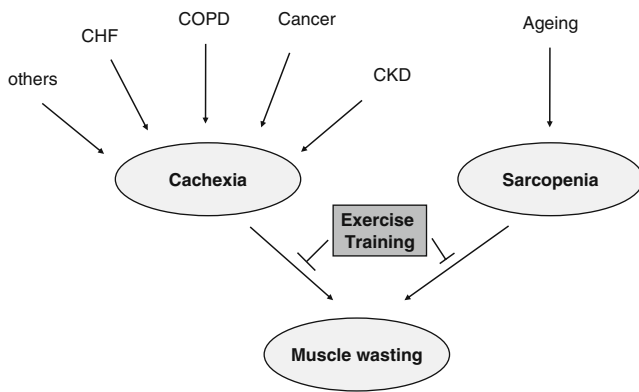 COPD
Cancer
Ageing
CHF
CKD
others
Cachexia
Sarcopenia
Exercise
Training
Muscle wasting